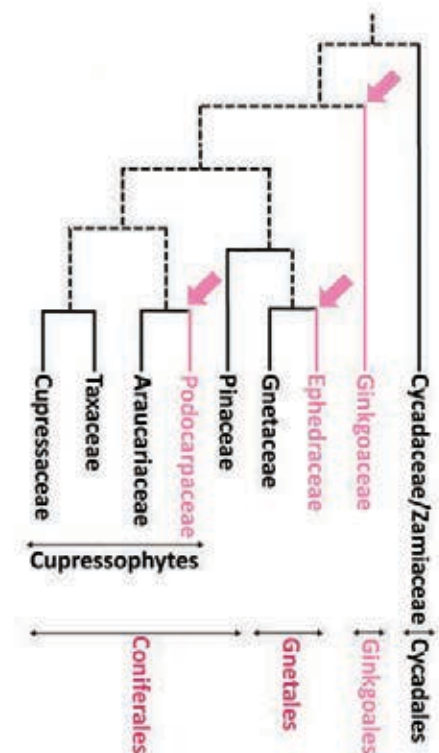 Cupressaceae
Taxaceae
Araucariaceae
Podocarpaceae
Pinaceae
Gnetaceae
Ephedraceae
Ginkgoaceae
Cycadaceae/Zamiaceae
Cupressophytes
Coniferales
Gnetales
Ginkgoales
Cycadales